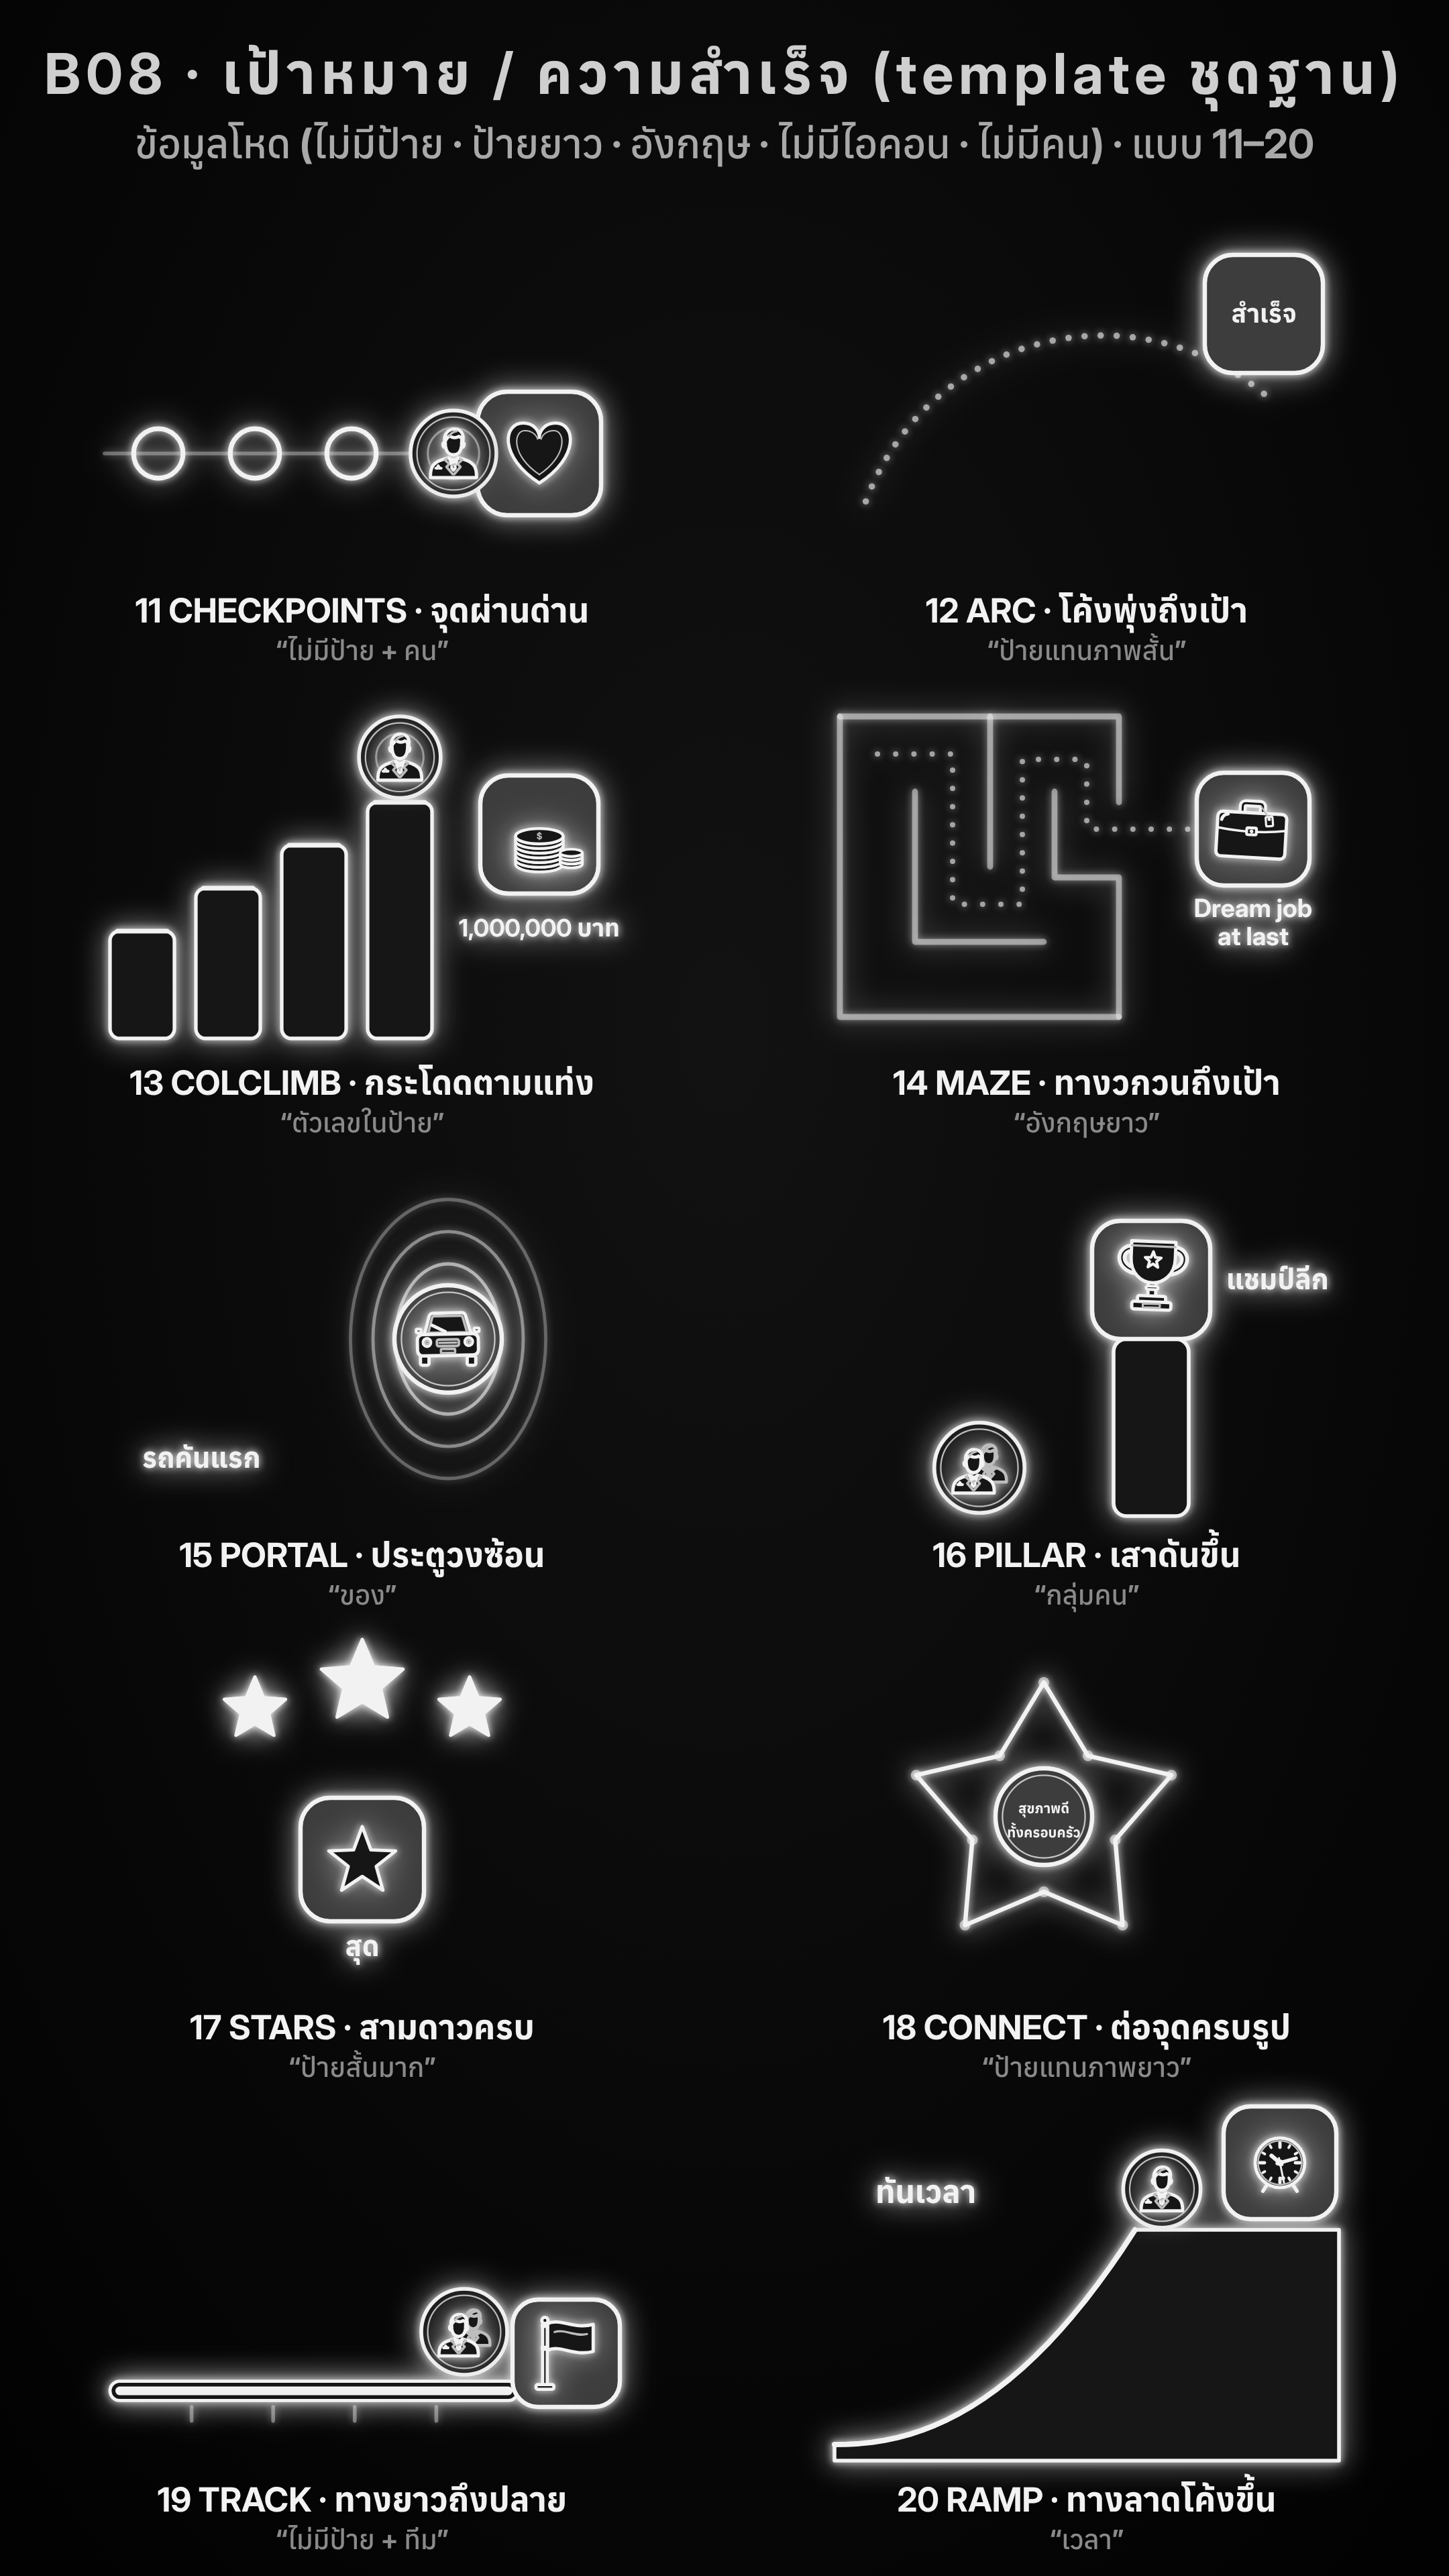 B08 · เป้าหมาย / ความสำเร็จ (template ชุดฐาน)
ข้อมูลโหด (ไม่มีป้าย · ป้ายยาว · อังกฤษ · ไม่มีไอคอน · ไม่มีคน) · แบบ 11–20
สำเร็จ
11 CHECKPOINTS · จุดผ่านด่าน
“ไม่มีป้าย + คน”
12 ARC · โค้งพุ่งถึงเป้า
“ป้ายแทนภาพสั้น”
$
1,000,000 บาท
Dream job
at last
13 COLCLIMB · กระโดดตามแท่ง
“ตัวเลขในป้าย”
14 MAZE · ทางวกวนถึงเป้า
“อังกฤษยาว”
รถคันแรก
แชมป์ลีก
15 PORTAL · ประตูวงซ้อน
“ของ”
16 PILLAR · เสาดันขึ้น
“กลุ่มคน”
สุด
สุขภาพดี
ทั้งครอบครัว
17 STARS · สามดาวครบ
“ป้ายสั้นมาก”
18 CONNECT · ต่อจุดครบรูป
“ป้ายแทนภาพยาว”
ทันเวลา
19 TRACK · ทางยาวถึงปลาย
“ไม่มีป้าย + ทีม”
20 RAMP · ทางลาดโค้งขึ้น
“เวลา”